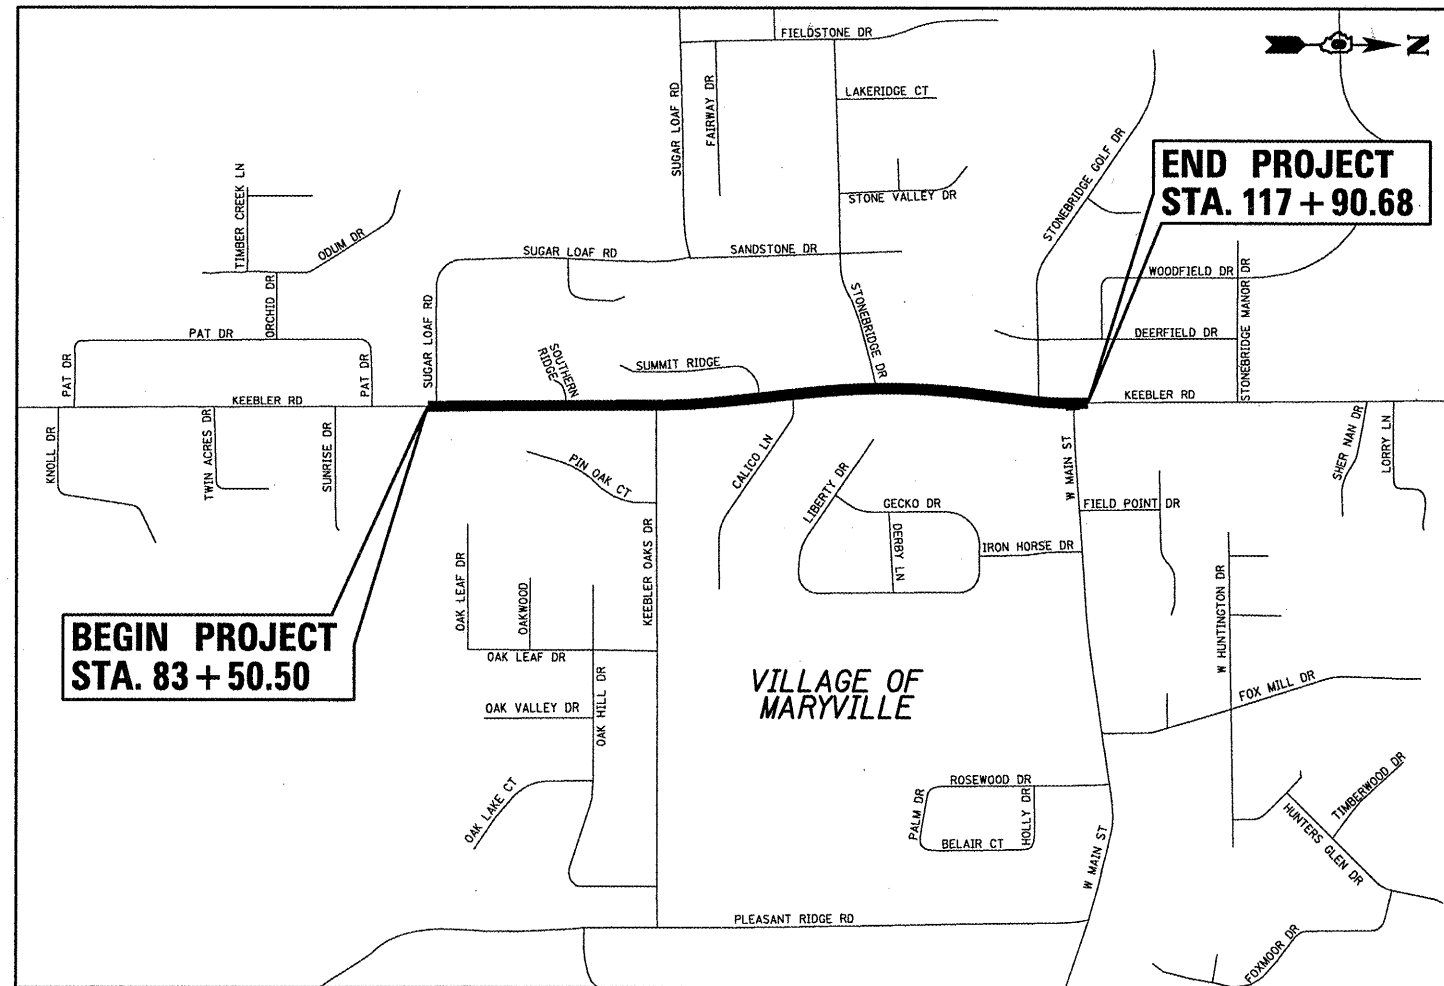 FIELDSTONE DR
N
SUGAR LOAF RD
FAIRWAY DR
LAKERIDGE CT
STONEBRIDGE GOLF DR
END PROJECT
STA. 117+90.68
TIMBER CREEK LN
ODUM DR
STONE VALLEY DR
SUGAR LOAF RD
SANDSTONE DR
WOODFIELD DR
ORCHID DR
STONEBRIDGE MANOR DR
PAT DR
SUGAR LOAF RD
STONEBRIDGE DR
DEERFIELD DR
PAT DR
PAT DR
SOUTHERN
RIDGE
SUMMIT RIDGE
KEEBLER RD
KEEBLER RD
KNOLL DR
TWIN ACRES DR
SUNRISE DR
PIN OAK CT
CALICO LN
LIBERTY DR
W MAIN ST
SHER NAN DR
LORRY LN
GECKO DR
FIELD POINT DR
DERBY LN
IRON HORSE DR
OAK LEAF DR
OAKWOOD
KEEBLER OAKS DR
W HUNTINGTON DR
BEGIN PROJECT
STA. 83+50.50
OAK LEAF DR
VILLAGE OF
MARYVILLE
FOX MILL DR
OAK VALLEY DR
OAK HILL DR
ROSEWOOD DR
TIMBERWOOD DR
OAK LAKE CT
PALM DR
HOLLY DR
BELAIR CT
HUNTERS GLEN DR
W MAIN ST
PLEASANT RIDGE RD
FOXMOOR DR